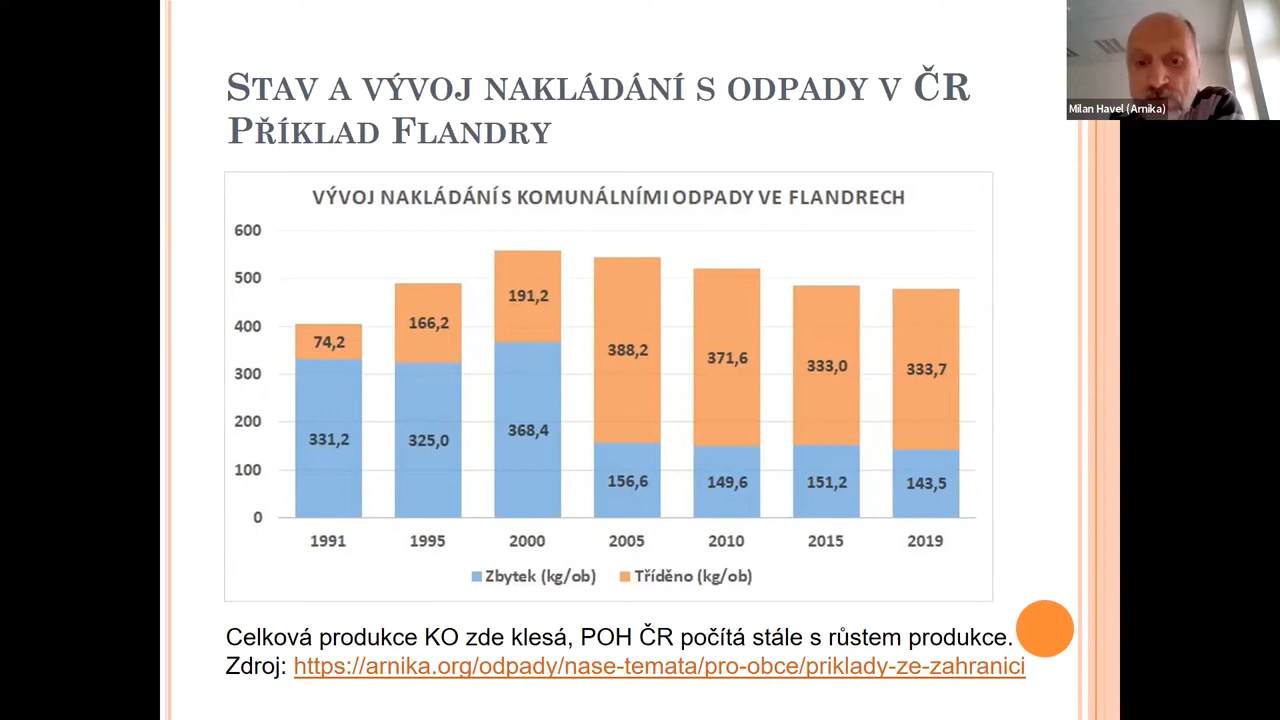 Stav a vývoj nakládání s odpady v ČR
Příklad Flandry
Milan Havel (Arnika)
VÝVOJ NAKLÁDÁNÍ S KOMUNÁLNÍMI ODPADY VE FLANDRECH
600
500
400
300
200
100
0
74,2
166,2
191,2
388,2
371,6
333,0
333,7
331,2
325,0
368,4
156,6
149,6
151,2
143,5
1991 1995 2000 2005 2010 2015 2019
Zbytek (kg/ob) Tříděno (kg/ob)
Celková produkce KO zde klesá, POH ČR počítá stále s růstem produkce.
Zdroj: https://arnika.org/odpady/nase-temata/pro-obce/priklady-ze-zahranici